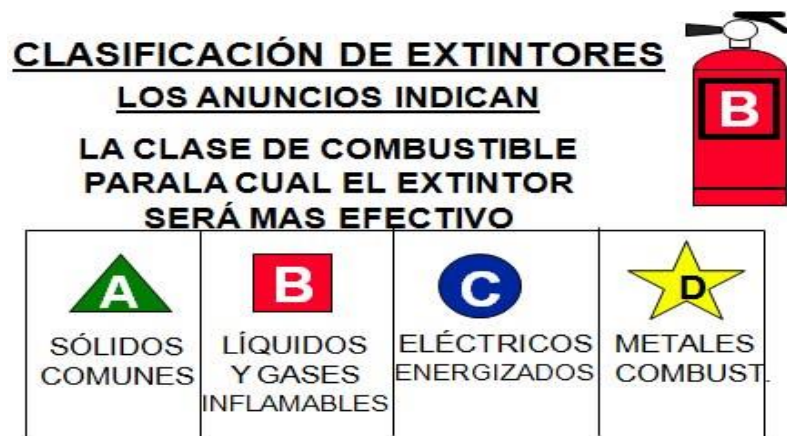 CLASIFICACIÓN DE EXTINTORES
LOS ANUNCIOS INDICAN
LA CLASE DE COMBUSTIBLE
PARALA CUAL EL EXTINTOR
SERÁ MAS EFECTIVO
B
A
SÓLIDOS
COMUNES
B
LÍQUIDOS
Y GASES
INFLAMABLES
C
ELÉCTRICOS
ENERGIZADOS
D
METALES
COMBUST.